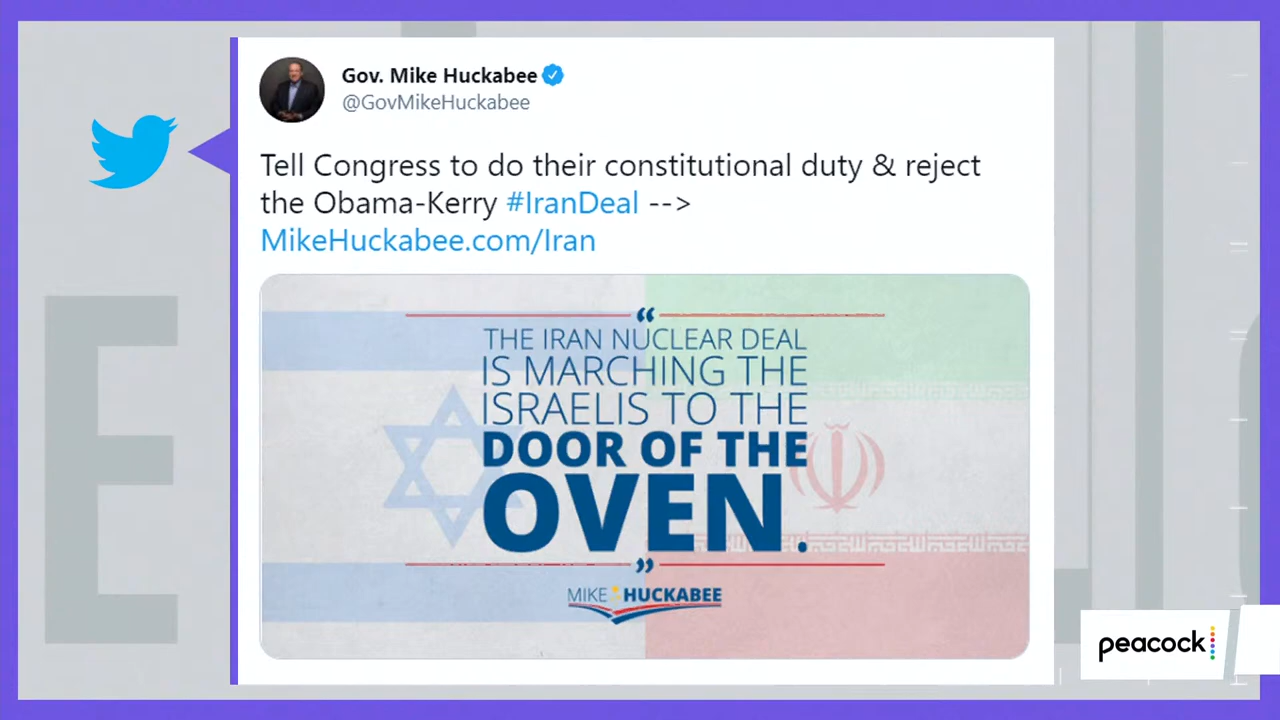 Gov. Mike Huckabee
@GovMikeHuckabee
Tell Congress to do their constitutional duty & reject
the Obama-Kerry #IranDeal -->
MikeHuckabee.com/Iran
“
THE IRAN NUCLEAR DEAL
IS MARCHING THE
ISRAELIS TO THE
DOOR OF THE
OVEN.
”
MIKE HUCKABEE
E
peacock